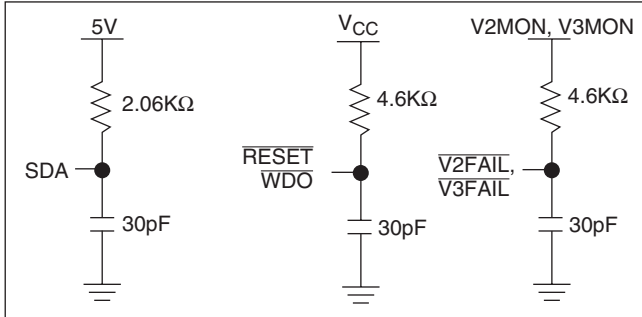 5V
2.06KΩ
SDA
30pF
VCC
4.6KΩ
RESET
WDO
30pF
V2MON, V3MON
4.6KΩ
V2FAIL,
V3FAIL
30pF